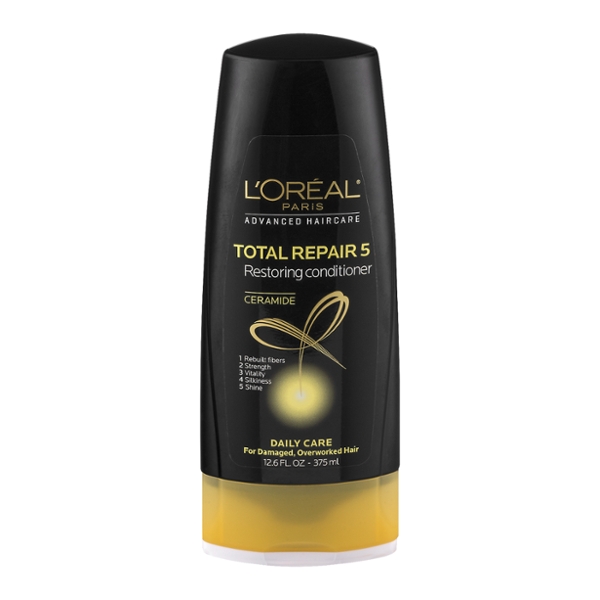 L'ORÉAL®
PARIS
ADVANCED HAIRCARE
TOTAL REPAIR 5
Restoring conditioner
CERAMIDE
1 Rebuilt fibers
2 Strength
3 Vitality
4 Silkiness
5 Shine
DAILY CARE
For Damaged, Overworked Hair
12.6 FL. OZ - 375 ml